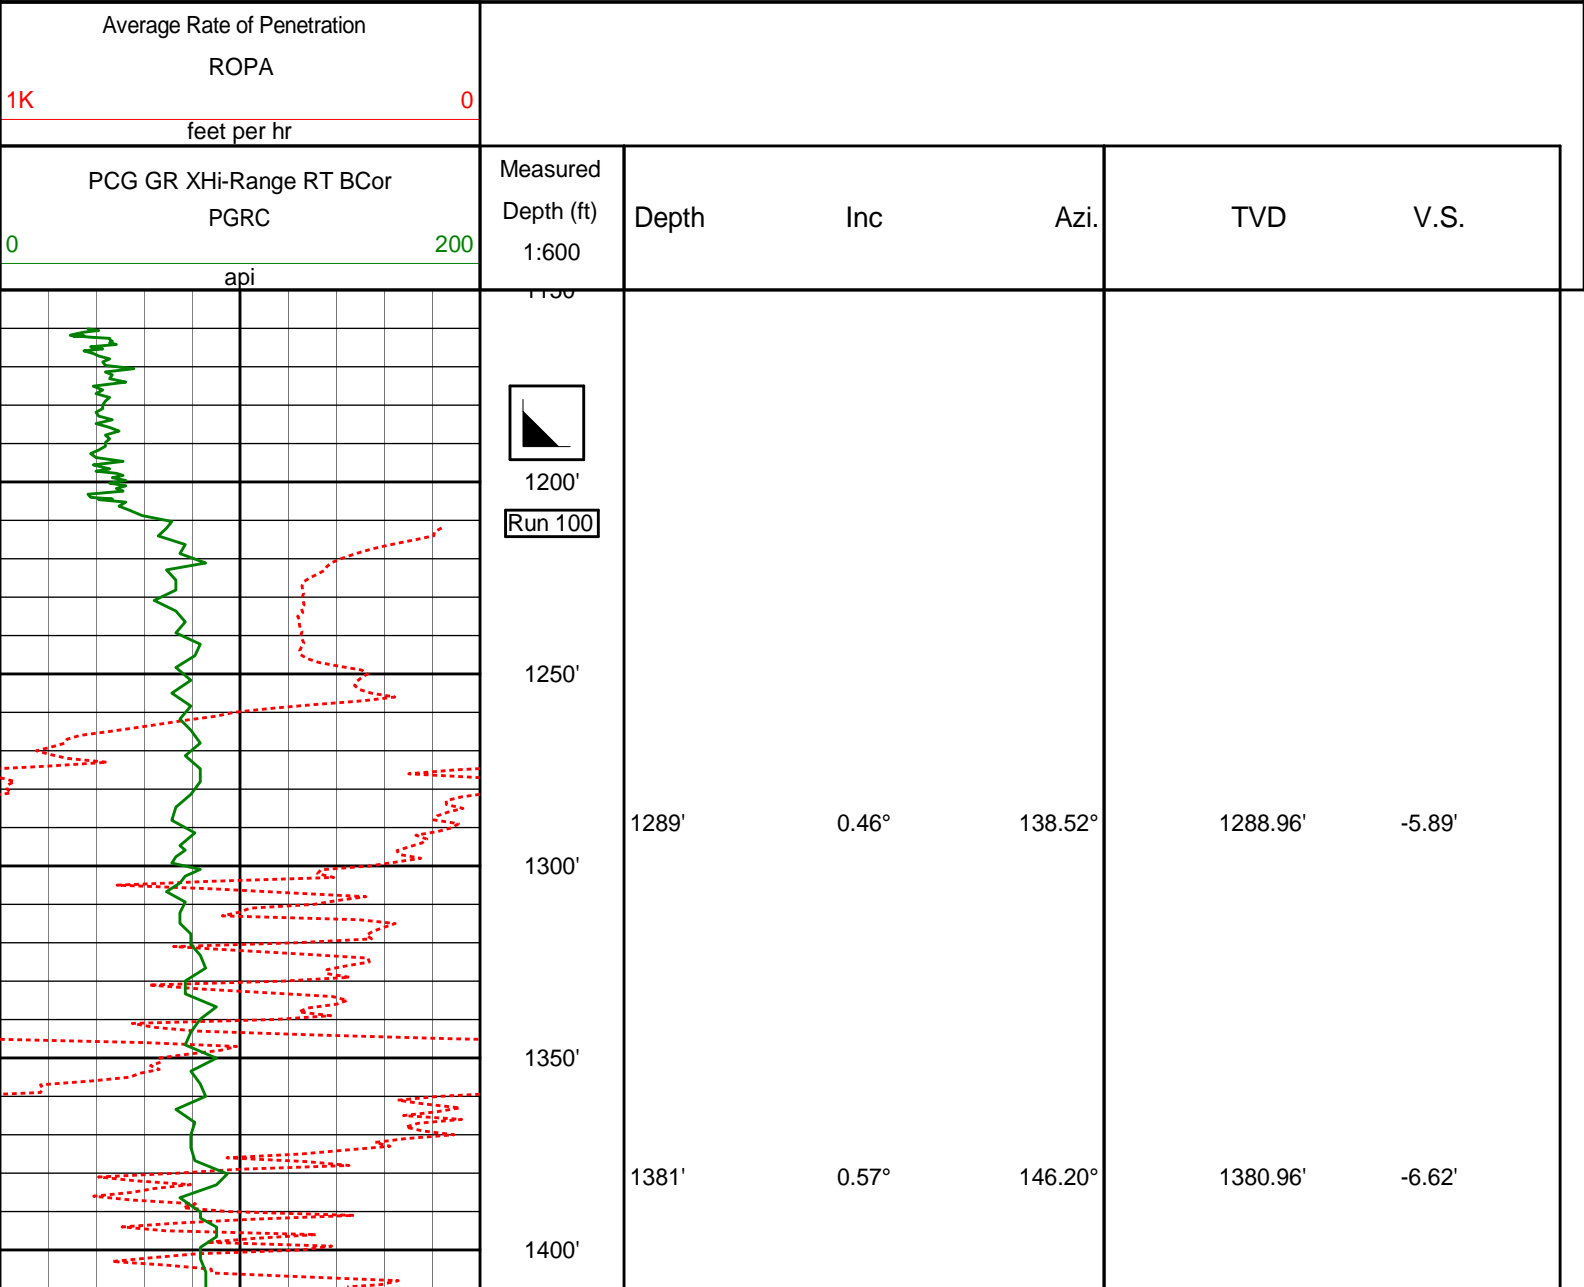 Average Rate of Penetration
ROPA
1K 0
feet per hr
PCG GR XHi-Range RT BCor
PGRC
0 200
api
Measured
Depth (ft)
1:600
Depth Inc Azi. TVD V.S.
1200'
Run 100
1250'
1289' 0.46° 138.52° 1288.96' -5.89'
1300'
1350'
1381' 0.57° 146.20° 1380.96' -6.62'
1400'